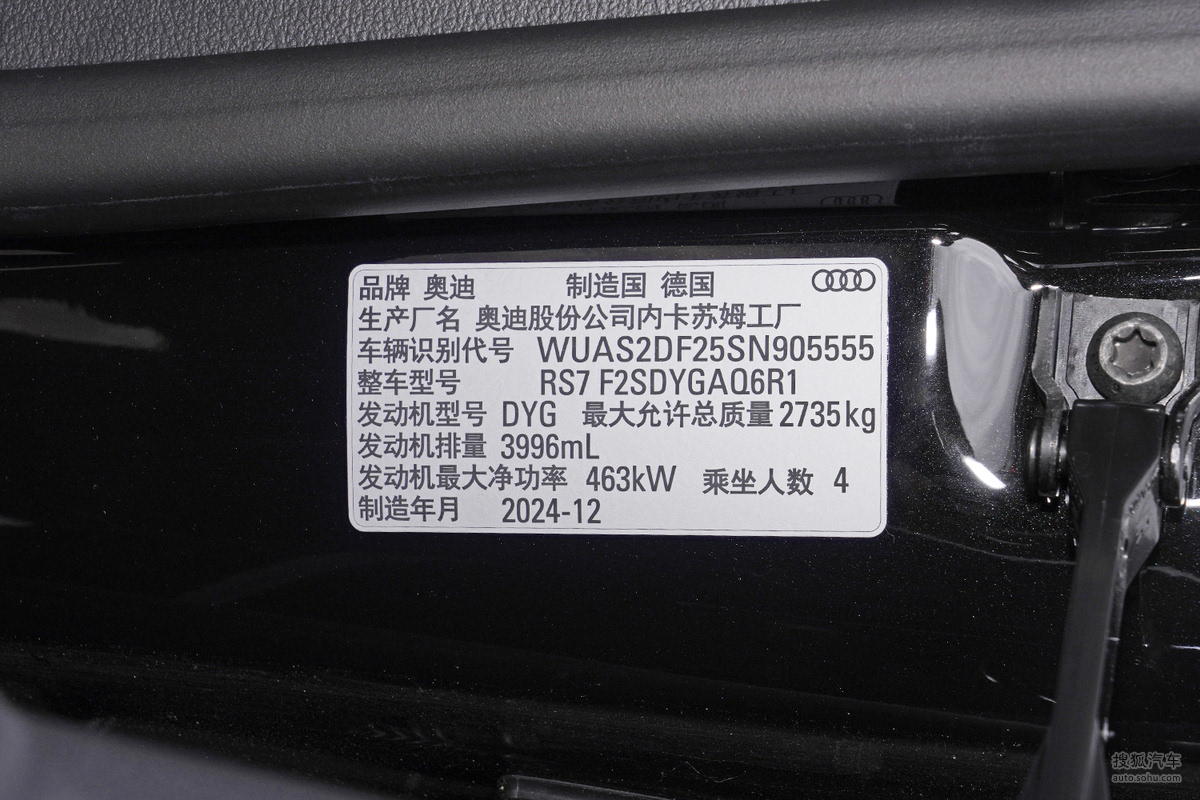 品牌 奥迪 制造国 德国
生产厂名 奥迪股份公司内卡苏姆工厂
车辆识别代号 WUAS2DF25SN905555
整车型号 RS7 F2SDYGAQ6R1
发动机型号 DYG 最大允许总质量 2735kg
发动机排量 3996mL
发动机最大净功率 463kW 乘坐人数 4
制造年月 2024-12
搜狐汽车
auto.sohu.com